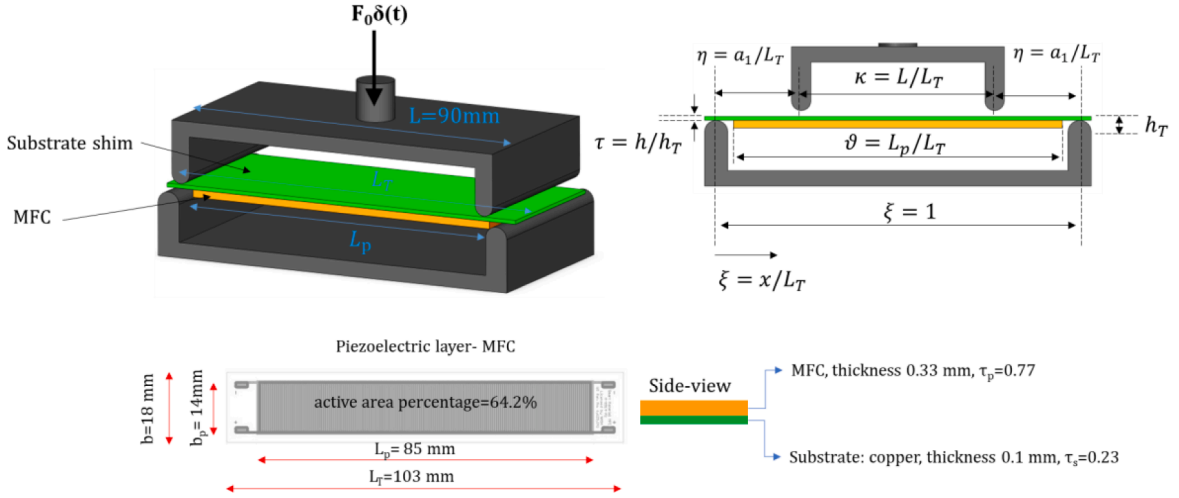 F₀δ(t)
L=90mm
Substrate shim
L_T
MFC
L_p
η = a₁/L_T
κ = L/L_T
η = a₁/L_T
τ = h/h_T
h_T
ϑ = L_p/L_T
ξ = 1
ξ = x/L_T
Piezoelectric layer- MFC
b=18 mm
b_p= 14mm
active area percentage=64.2%
L_p= 85 mm
L_T=103 mm
Side-view
MFC, thickness 0.33 mm, τ_p=0.77
Substrate: copper, thickness 0.1 mm, τ_s=0.23